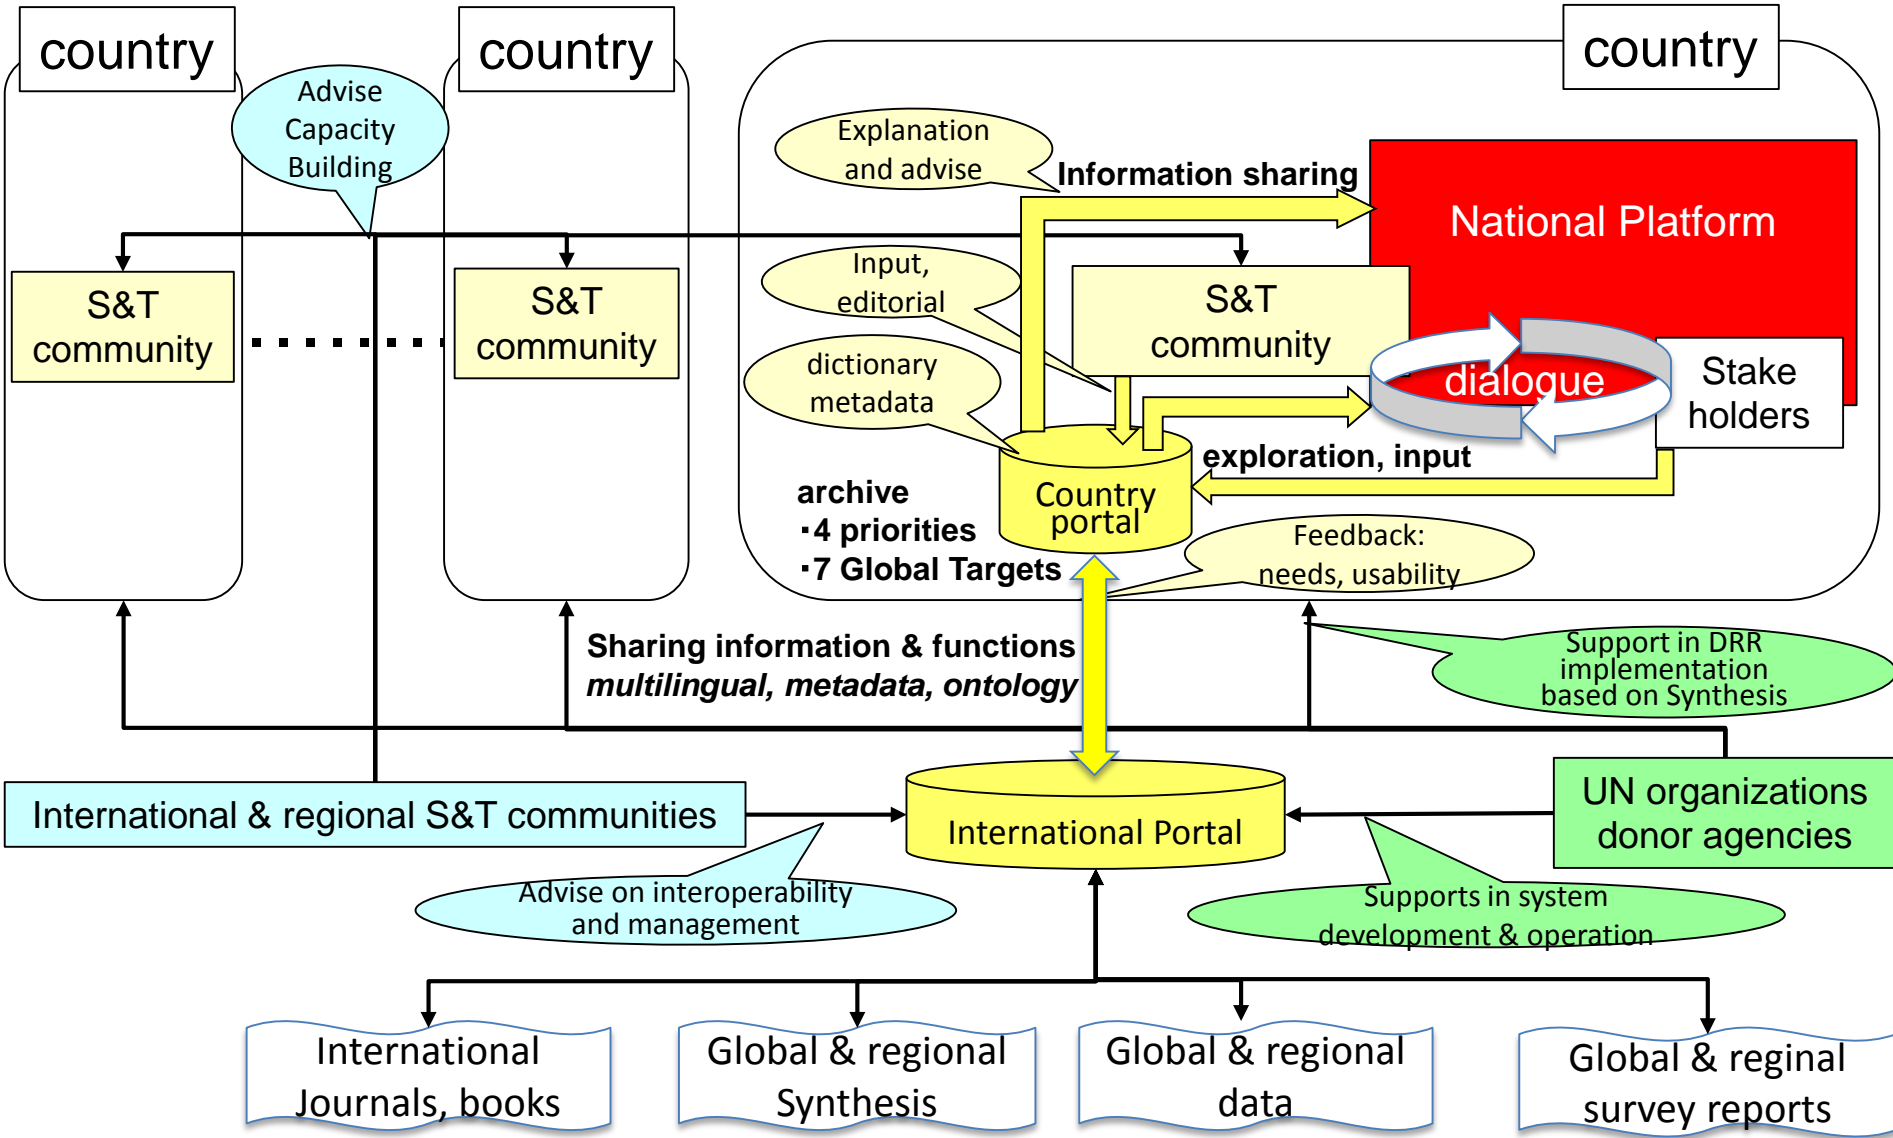 country
country
country
Advise
Capacity
Building
Explanation
and advise
Information sharing
National Platform
Input,
editorial
S&T
community
S&T
community
S&T
community
dictionary
metadata
dialogue
Stake
holders
exploration, input
archive
・4 priorities
・7 Global Targets
Country
portal
Feedback:
needs, usability
Sharing information & functions
multilingual, metadata, ontology
Support in DRR
implementation
based on Synthesis
International & regional S&T communities
International Portal
UN organizations
donor agencies
Advise on interoperability
and management
Supports in system
development & operation
International
Journals, books
Global & regional
Synthesis
Global & regional
data
Global & reginal
survey reports